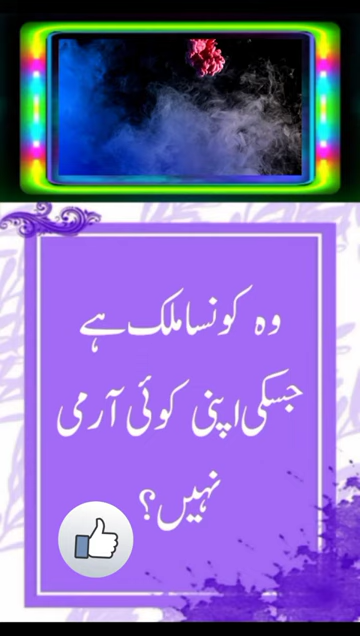 وہ کونسا ملک ہے
جسکی اپنی کوئی آرمی
نہیں؟